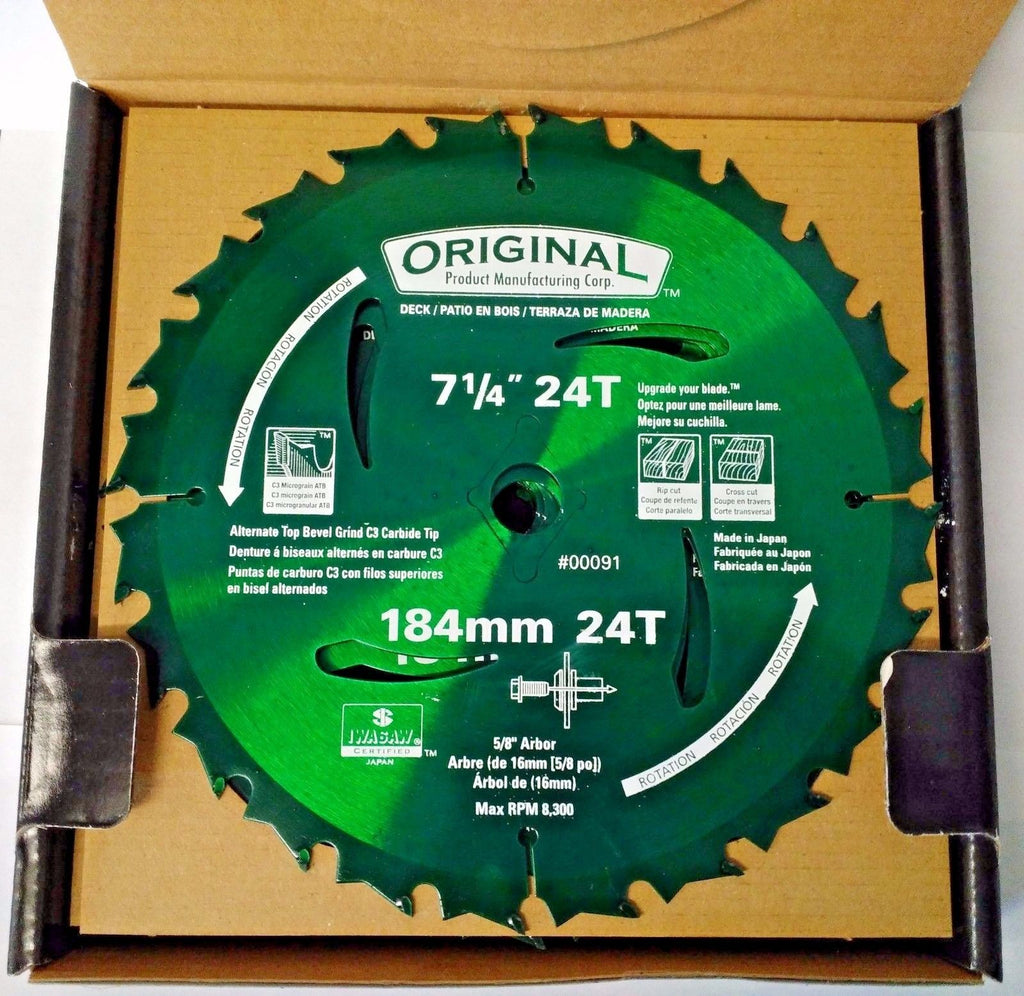 ORIGINAL
Product Manufacturing Corp.
TM
DECK / PATIO EN BOIS / TERRAZA DE MADERA
MADERA
DI
ROTATION ROTACIÓN ROTATION
7 1/4" 24T
Upgrade your blade.™
Optez pour une meilleure lame.
Mejore su cuchilla.
TM
C3 Micrograin ATB
C3 micrograin ATB
C3 microgranular ATB
TM
Rip cut
Coupe de refente
Corte paralelo
TM
Cross cut
Coupe en travers
Corte transversal
Alternate Top Bevel Grind C3 Carbide Tip
Denture á biseaux alternés en carbure C3
Puntas de carburo C3 con filos superiores
en bisel alternados
#00091
Made in Japan
Fabriquée au Japon
Fabricada en Japón
Fa
184mm 24T
IWASAW®
CERTIFIED
TM
JAPAN
5/8" Arbor
Arbre (de 16mm [5/8 po])
Árbol de (16mm)
Max RPM 8,300
ROTATION ROTACIÓN ROTATION